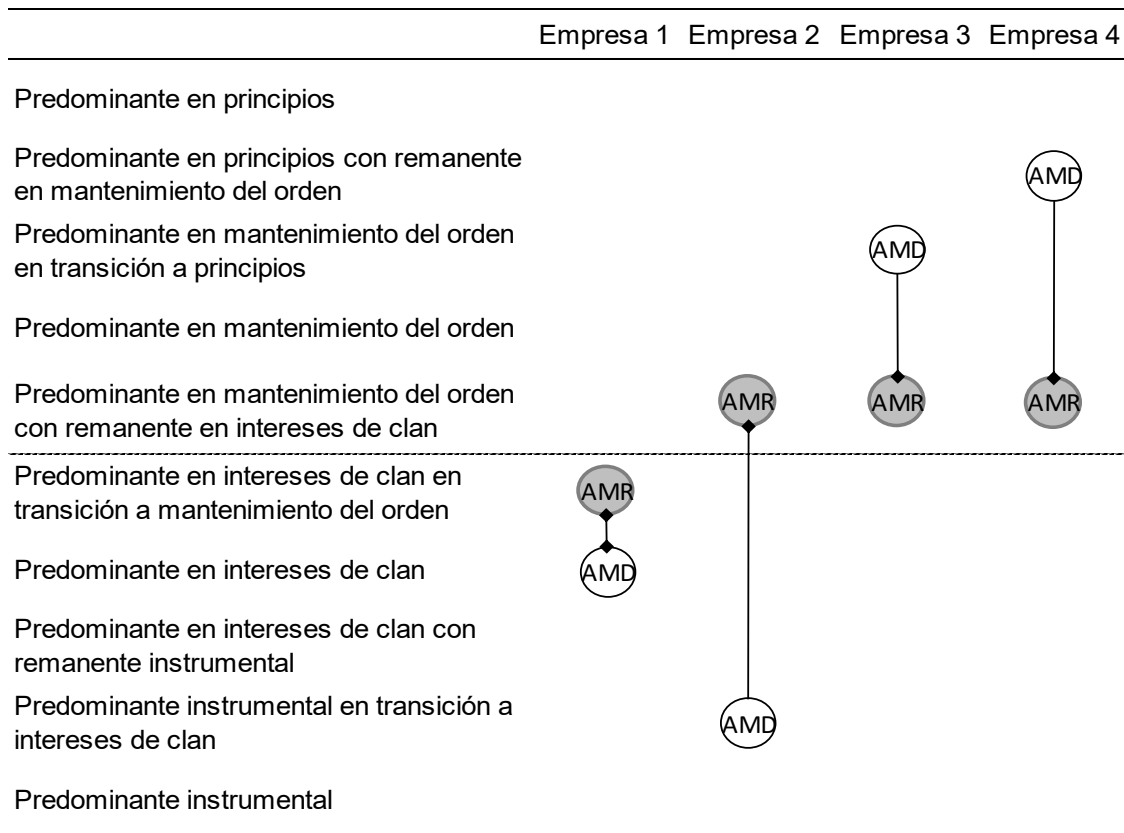 Empresa 1 Empresa 2 Empresa 3 Empresa 4
Predominante en principios
Predominante en principios con remanente
en mantenimiento del orden
AMD
Predominante en mantenimiento del orden
en transición a principios
AMD
Predominante en mantenimiento del orden
Predominante en mantenimiento del orden
con remanente en intereses de clan
AMR AMR AMR
Predominante en intereses de clan en
transición a mantenimiento del orden
AMR
Predominante en intereses de clan
AMD
Predominante en intereses de clan con
remanente instrumental
Predominante instrumental en transición a
intereses de clan
AMD
Predominante instrumental